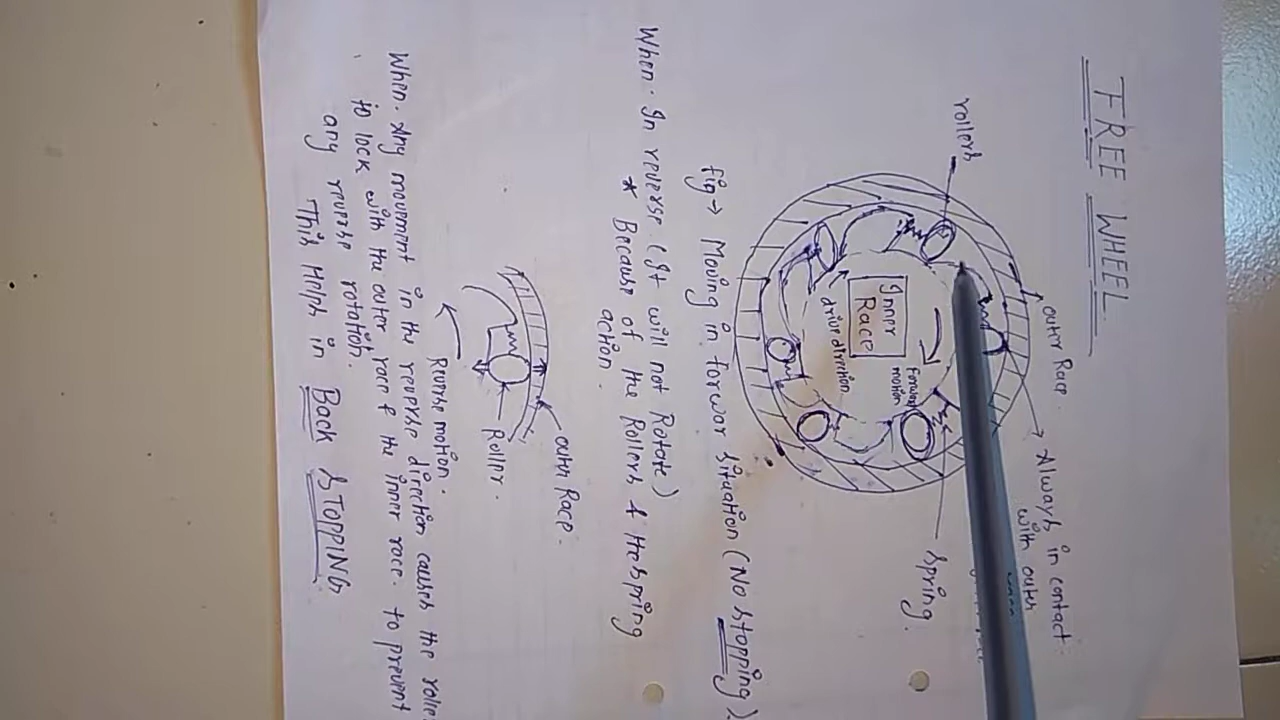 FREE WHEEL
rollers
outer Race.
Always in contact
with outer
Inner
Race
forward
motion
drive direction
Spring.
fig → Moving in forwar situation (No stopping).
When. In reverse (It will not Rotate)
* Because of the Rollers & the spring
action.
outer Race.
Roller.
Reverse motion.
When. Any movement in the reverse direction causes the roller
to lock with the outer race & the inner race. to prevent
any reverse rotation.
This Helps in Back STOPPING